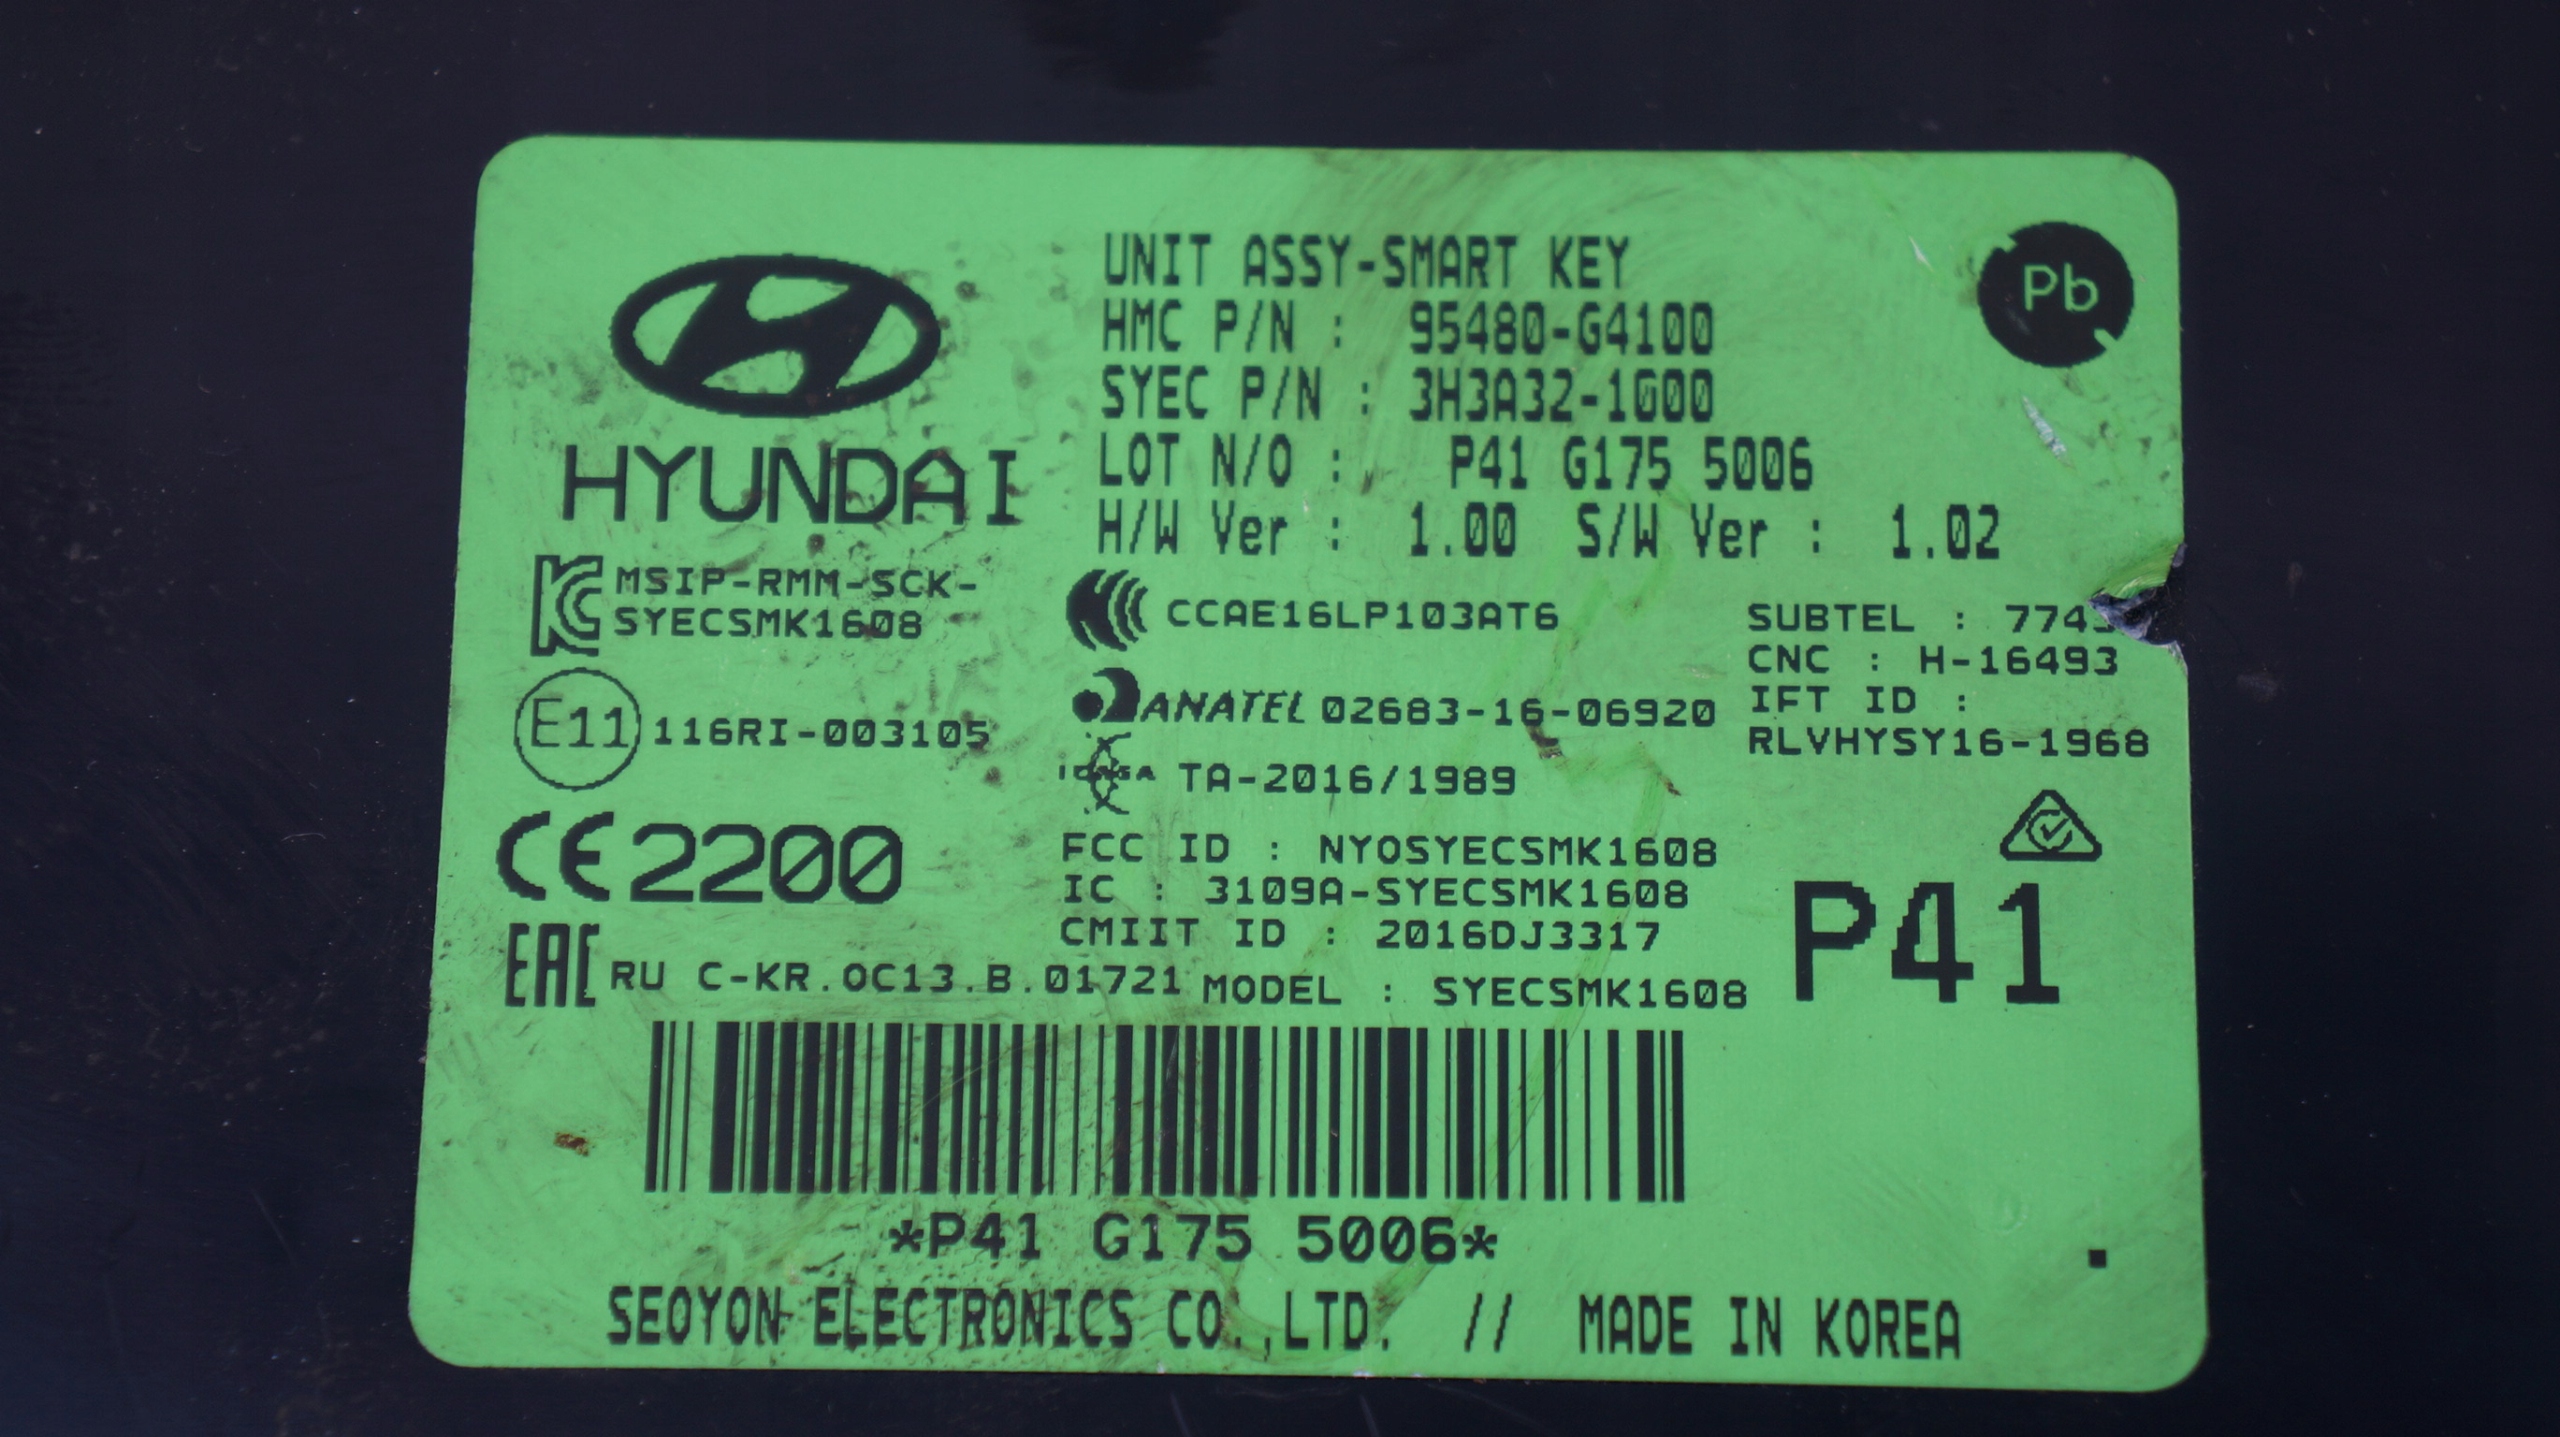 UNIT ASSY-SMART KEY
HMC P/N : 95480-G4100
SYEC P/N : 3H3A32-1G00
LOT N/O : P41 G175 5006
H/W Ver : 1.00 S/W Ver : 1.02
Pb
HYUNDAI
MSIP-RMM-SCK-
SYECSMK1608
E11 116RI-003105
CE 2200
EAC RU C-KR.OC13.B.01721
CCAE16LP103AT6
ANATEL 02683-16-06920
TA-2016/1989
FCC ID : NYOSYECSMK1608
IC : 3109A-SYECSMK1608
CMIIT ID : 2016DJ3317
MODEL : SYECSMK1608
SUBTEL :
CNC : H-16493
IFT ID :
RLVHYSY16-1968
P41
*P41 G175 5006*
SEOYON ELECTRONICS CO.,LTD. // MADE IN KOREA